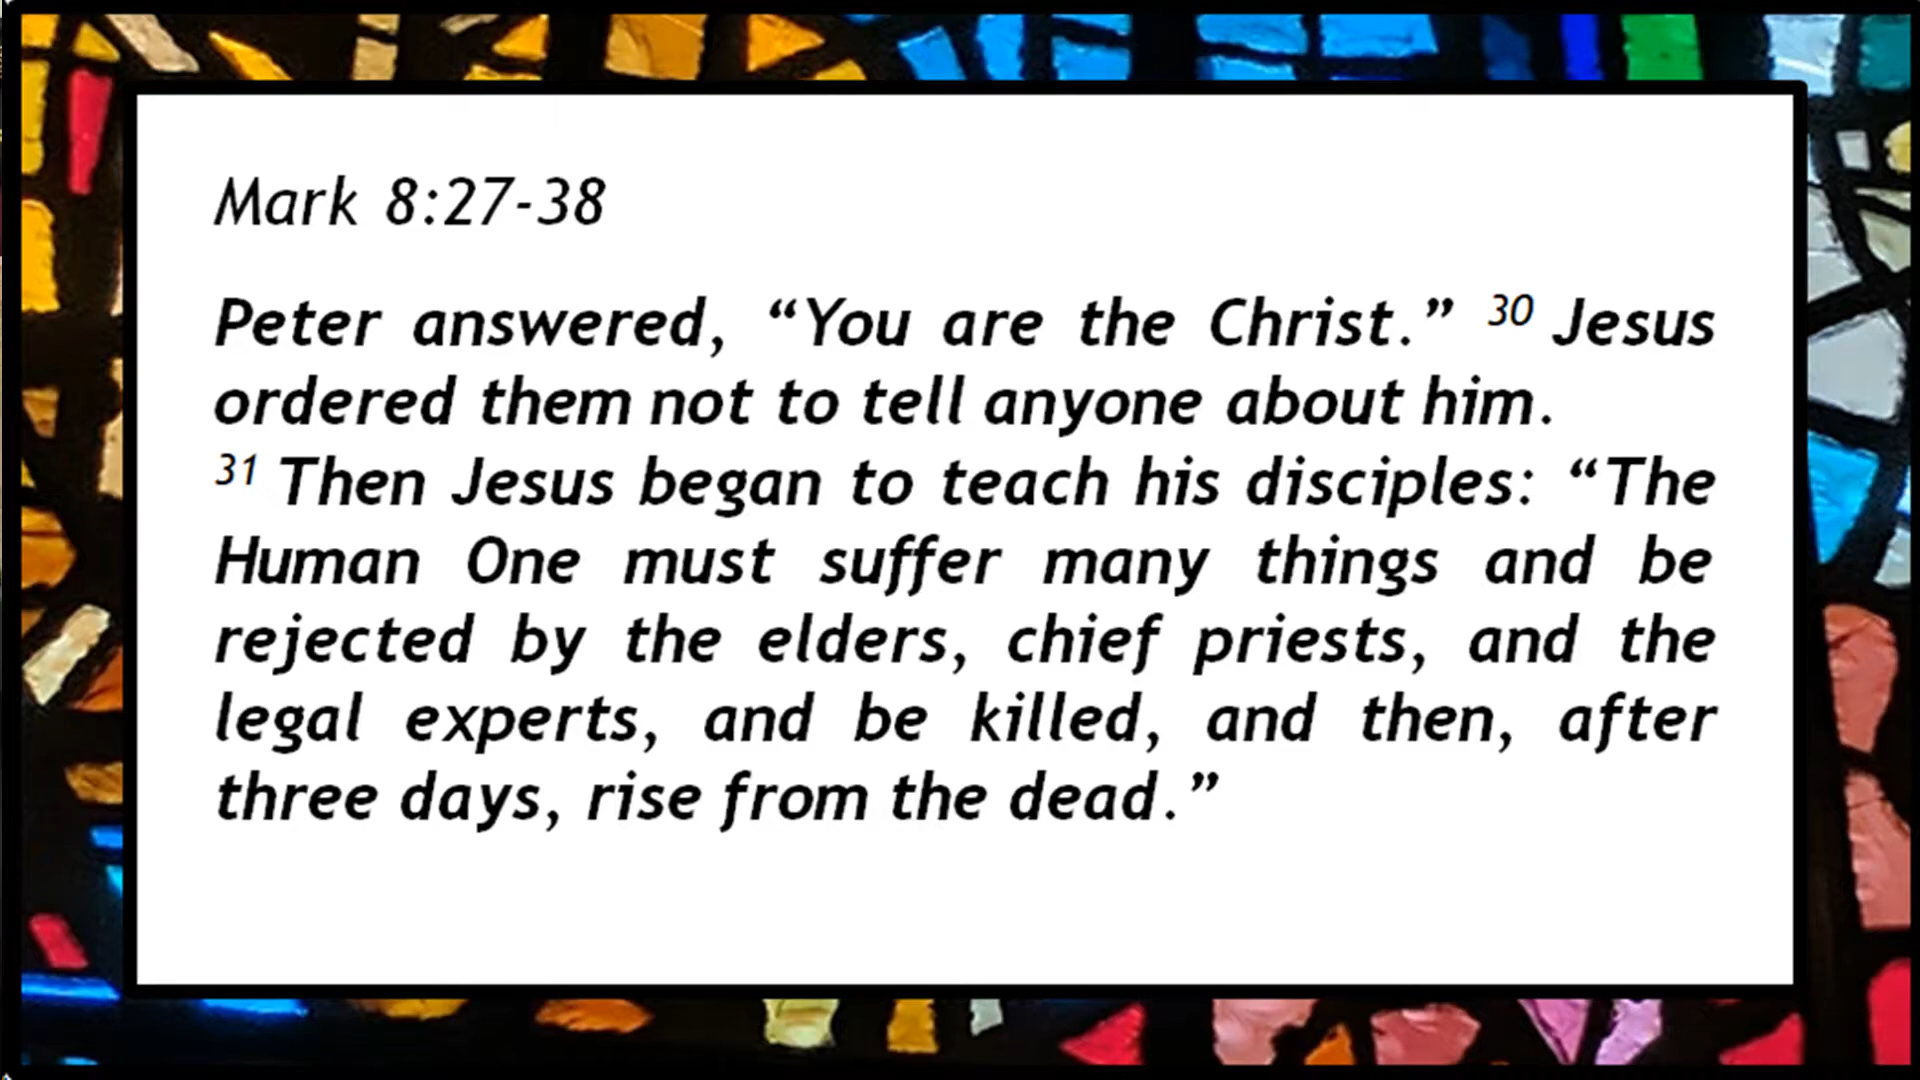 Mark 8:27-38
Peter answered, “You are the Christ.” 30 Jesus
ordered them not to tell anyone about him.
31 Then Jesus began to teach his disciples: “The
Human One must suffer many things and be
rejected by the elders, chief priests, and the
legal experts, and be killed, and then, after
three days, rise from the dead.”